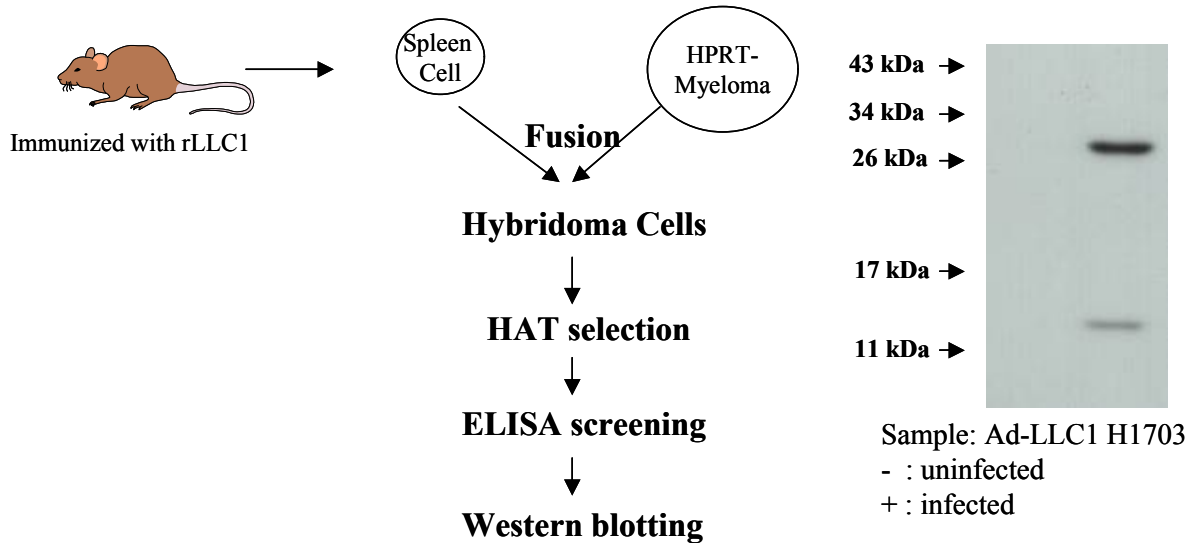 Immunized with rLLC1
Spleen
Cell
HPRT-
Myeloma
Fusion
Hybridoma Cells
HAT selection
ELISA screening
Western blotting
43 kDa
34 kDa
26 kDa
17 kDa
11 kDa
Sample: Ad-LLC1 H1703
- : uninfected
+ : infected